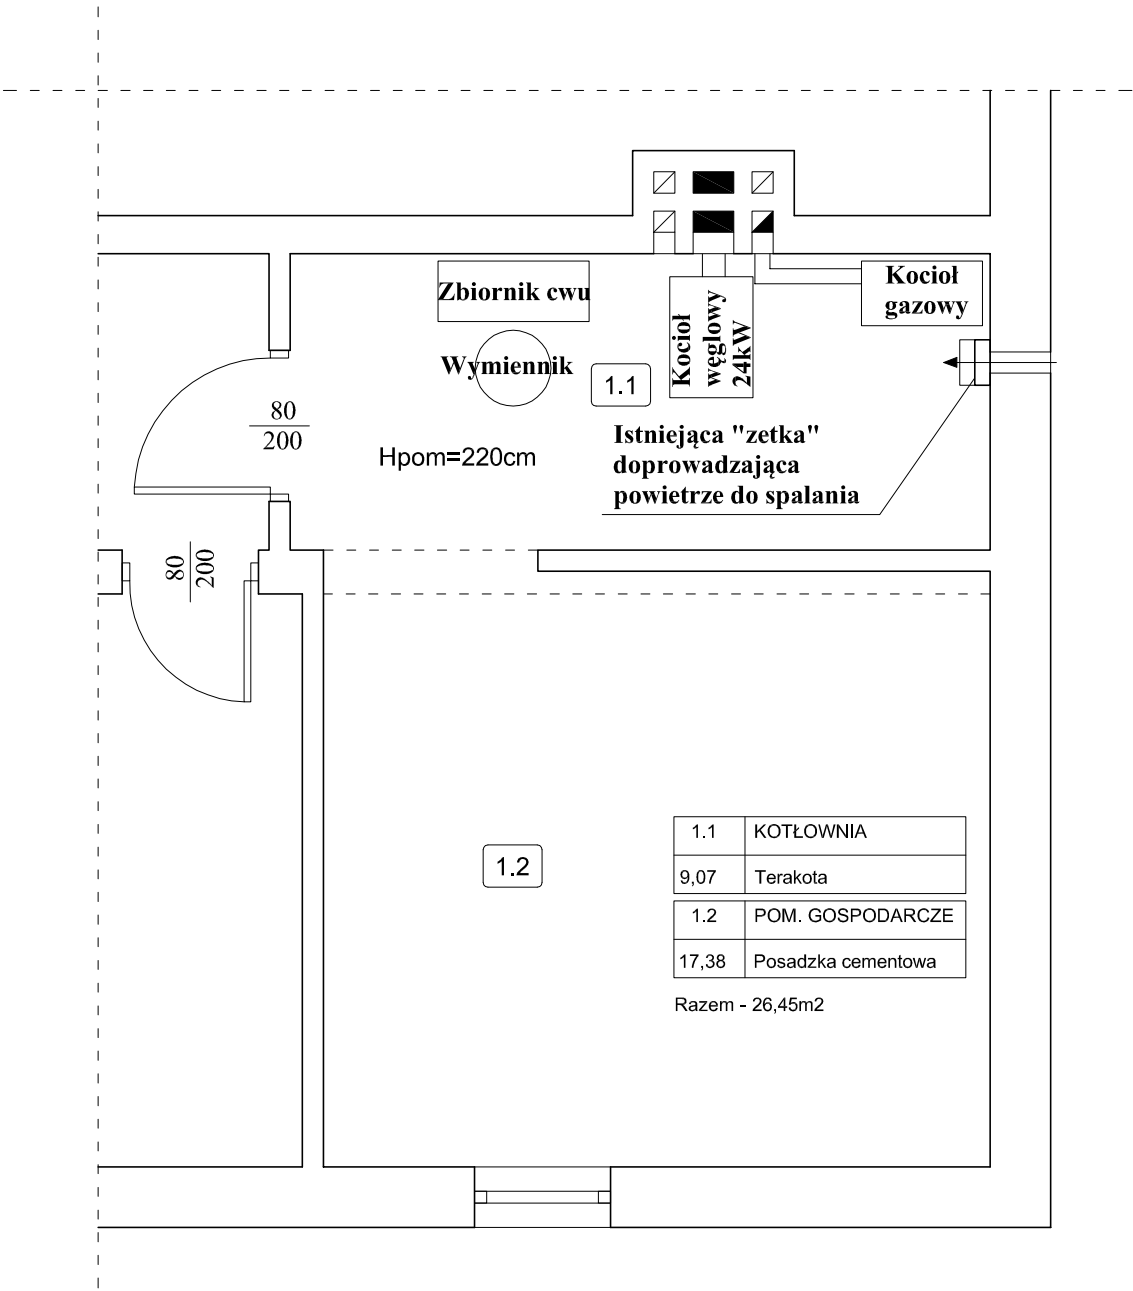 Zbiornik cwu
Kocioł
gazowy
Kocioł
węglowy
24kW
Wymiennik
1.1
80
200
Hpom=220cm
Istniejąca "zetka"
doprowadzająca
powietrze do spalania
80
200
1.2
1.1 KOTŁOWNIA
9,07 Terakota
1.2 POM. GOSPODARCZE
17,38 Posadzka cementowa
Razem - 26,45m2